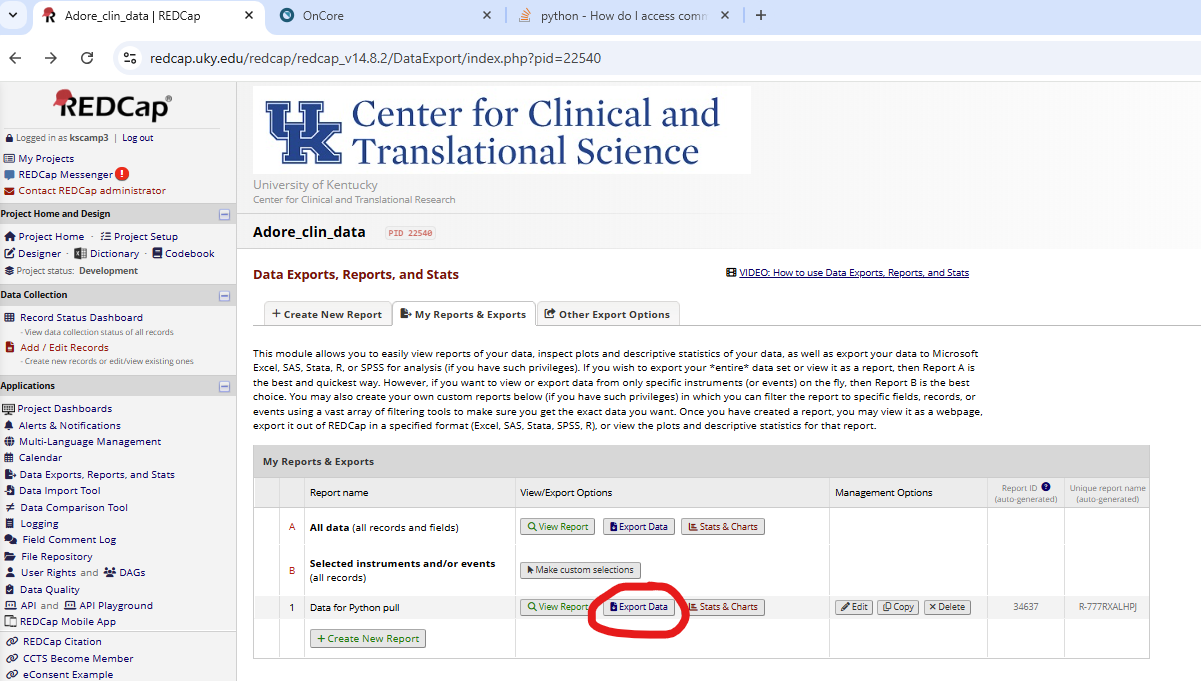 Adore_clin_data | REDCap
OnCore
python - How do I access comm
redcap.uky.edu/redcap/redcap_v14.8.2/DataExport/index.php?pid=22540
REDCap
Logged in as kscamp3 | Log out
My Projects
REDCap Messenger
Contact REDCap administrator
Project Home and Design
Project Home · Project Setup
Designer · Dictionary · Codebook
Project status: Development
Data Collection
Record Status Dashboard
- View data collection status of all records
Add / Edit Records
- Create new records or edit/view existing ones
Applications
Project Dashboards
Alerts & Notifications
Multi-Language Management
Calendar
Data Exports, Reports, and Stats
Data Import Tool
Data Comparison Tool
Logging
Field Comment Log
File Repository
User Rights and DAGs
Data Quality
API and API Playground
REDCap Mobile App
REDCap Citation
CCTS Become Member
eConsent Example
UK Center for Clinical and
Translational Science
University of Kentucky
Center for Clinical and Translational Research
Adore_clin_data PID 22540
Data Exports, Reports, and Stats
VIDEO: How to use Data Exports, Reports, and Stats
+ Create New Report
My Reports & Exports
Other Export Options
This module allows you to easily view reports of your data, inspect plots and descriptive statistics of your data, as well as export your data to Microsoft
Excel, SAS, Stata, R, or SPSS for analysis (if you have such privileges). If you wish to export your *entire* data set or view it as a report, then Report A is
the best and quickest way. However, if you want to view or export data from only specific instruments (or events) on the fly, then Report B is the best
choice. You may also create your own custom reports below (if you have such privileges) in which you can filter the report to specific fields, records, or
events using a vast array of filtering tools to make sure you get the exact data you want. Once you have created a report, you may view it as a webpage,
export it out of REDCap in a specified format (Excel, SAS, Stata, SPSS, R), or view the plots and descriptive statistics for that report.
My Reports & Exports
Report name
View/Export Options
Management Options
Report ID
(auto-generated)
Unique report name
(auto-generated)
A All data (all records and fields) View Report Export Data Stats & Charts
B Selected instruments and/or events
(all records)
Make custom selections
1 Data for Python pull View Report Export Data Stats & Charts Edit Copy Delete 34637 R-777RXALHPJ
+ Create New Report